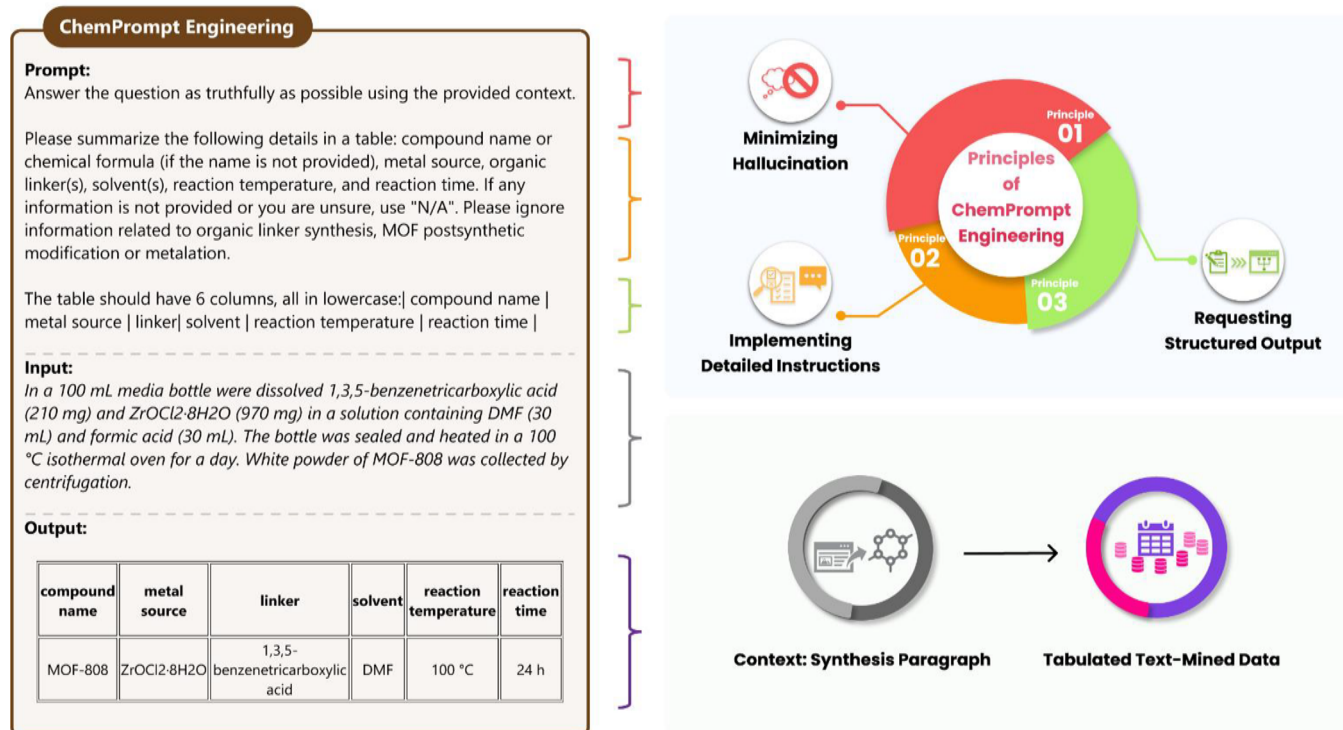 ChemPrompt Engineering
Prompt:
Answer the question as truthfully as possible using the provided context.
Please summarize the following details in a table: compound name or
chemical formula (if the name is not provided), metal source, organic
linker(s), solvent(s), reaction temperature, and reaction time. If any
information is not provided or you are unsure, use "N/A". Please ignore
information related to organic linker synthesis, MOF postsynthetic
modification or metalation.
The table should have 6 columns, all in lowercase:| compound name |
metal source | linker| solvent | reaction temperature | reaction time |
Input:
In a 100 mL media bottle were dissolved 1,3,5-benzenetricarboxylic acid
(210 mg) and ZrOCl2·8H2O (970 mg) in a solution containing DMF (30
mL) and formic acid (30 mL). The bottle was sealed and heated in a 100
°C isothermal oven for a day. White powder of MOF-808 was collected by
centrifugation.
Output:
compound name | metal source | linker | solvent | reaction temperature | reaction time
MOF-808 | ZrOCl2·8H2O | 1,3,5-benzenetricarboxylic acid | DMF | 100 °C | 24 h
Minimizing
Hallucination
Principle
01
Principles
of
ChemPrompt
Engineering
Principle
02
Principle
03
Implementing
Detailed Instructions
Requesting
Structured Output
Context: Synthesis Paragraph
Tabulated Text-Mined Data